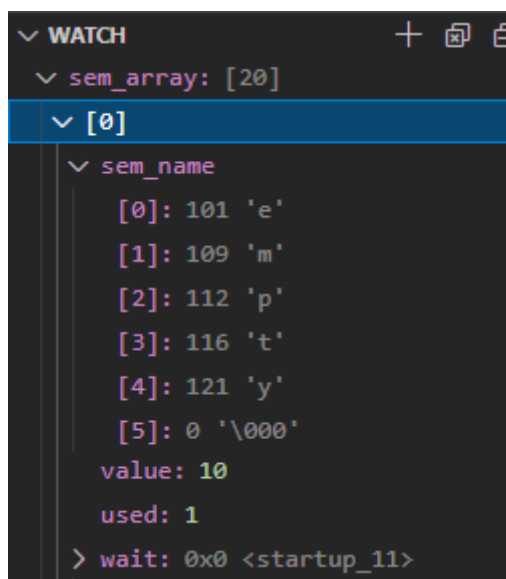 WATCH
sem_array: [20]
[0]
sem_name
[0]: 101 'e'
[1]: 109 'm'
[2]: 112 'p'
[3]: 116 't'
[4]: 121 'y'
[5]: 0 '\000'
value: 10
used: 1
wait: 0x0 <startup_11>